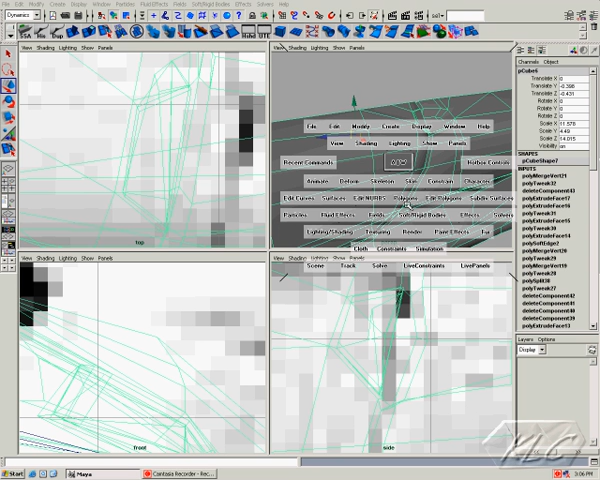 File Edit Modify Create Display Window Assets Animate Polygons FluidEffects Fields Soft/Rigid Bodies Effects Solvers Help
Dynamics
sel
View Shading Lighting Show Panels
View Shading Lighting Show Panels
Channels Object
pCube6
Translate X 0
Translate Y -0.398
Translate Z -0.431
Rotate X 0
Rotate Y 0
Rotate Z 0
Scale X 11.578
Scale Y 4.49
Scale Z 14.015
Visibility on
SHAPES
pCubeShape7
INPUTS
polyMergeVert21
polyTweak32
deleteComponent43
polyExtrudeFace17
polyExtrudeFace16
polyTweak31
polyExtrudeFace15
polyTweak30
polyExtrudeFace14
polySoftEdge2
polyMergeVert20
polyTweak29
polyMergeVert19
polyTweak28
polySplit38
polyTweak27
deleteComponent42
deleteComponent41
deleteComponent40
polyExtrudeFace13
File Edit Modify Create Display Window Help
View Shading Lighting Show Panels
Recent Commands
Hotbox Controls
Animate Deform Skeleton Skin Constrain Character
Edit Curves Surfaces Edit NURBS Polygons Edit Polygons Subdiv Surfaces
Particles Fluid Effects Fields Soft/Rigid Bodies Effects Solvers
Lighting/Shading Texturing Render Paint Effects Fur
Cloth Constraints Simulation
Scene Track Solve LiveConstraints LivePanels
top
View Shading Lighting Show Panels
View Shading Lighting Show Panels
front
side
Layers Options
Display
Start
Maya
Camtasia Recorder - Rec...
3:06 PM